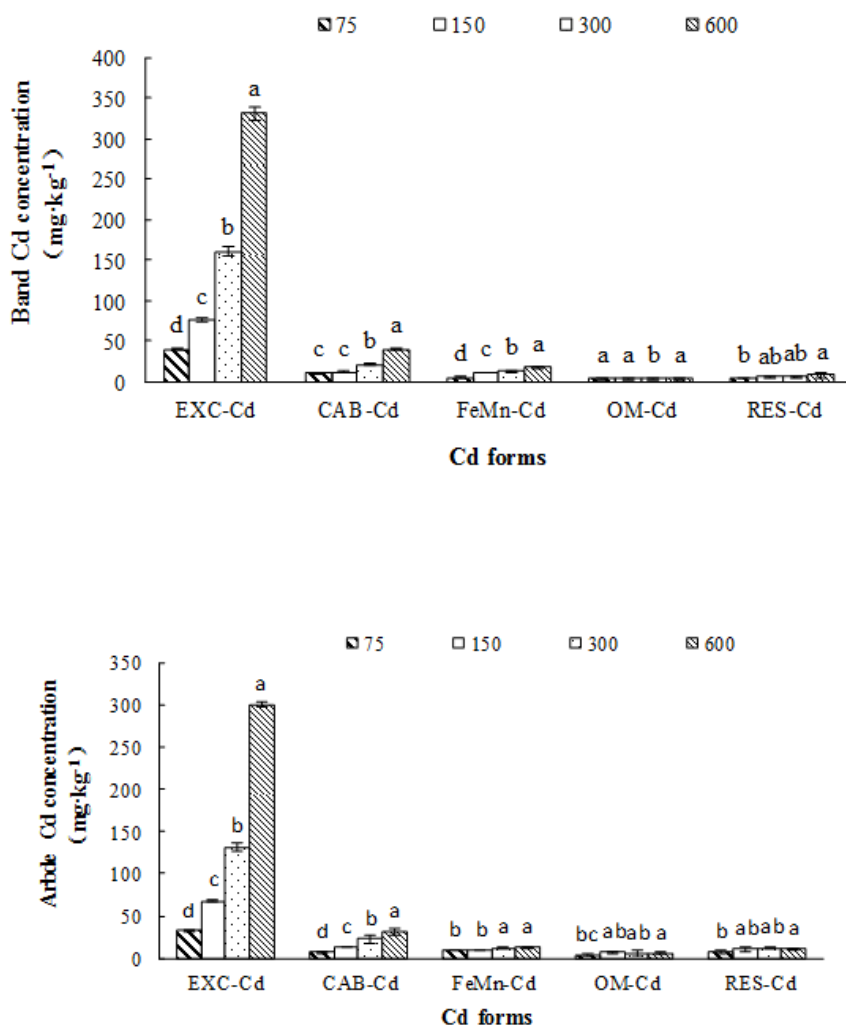 75 150 300 600
Band Cd concentration
(mg·kg⁻¹)
400
350
300
250
200
150
100
50
0
d c b a
c c b a
d c b a
a a b a
b ab ab a
EXC-Cd CAB-Cd FeMn-Cd OM-Cd RES-Cd
Cd forms
75 150 300 600
Arbde Cd concentration
(mg·kg⁻¹)
350
300
250
200
150
100
50
0
d c b a
d c b a
b b a a
bc ab ab a
b ab ab a
EXC-Cd CAB-Cd FeMn-Cd OM-Cd RES-Cd
Cd forms